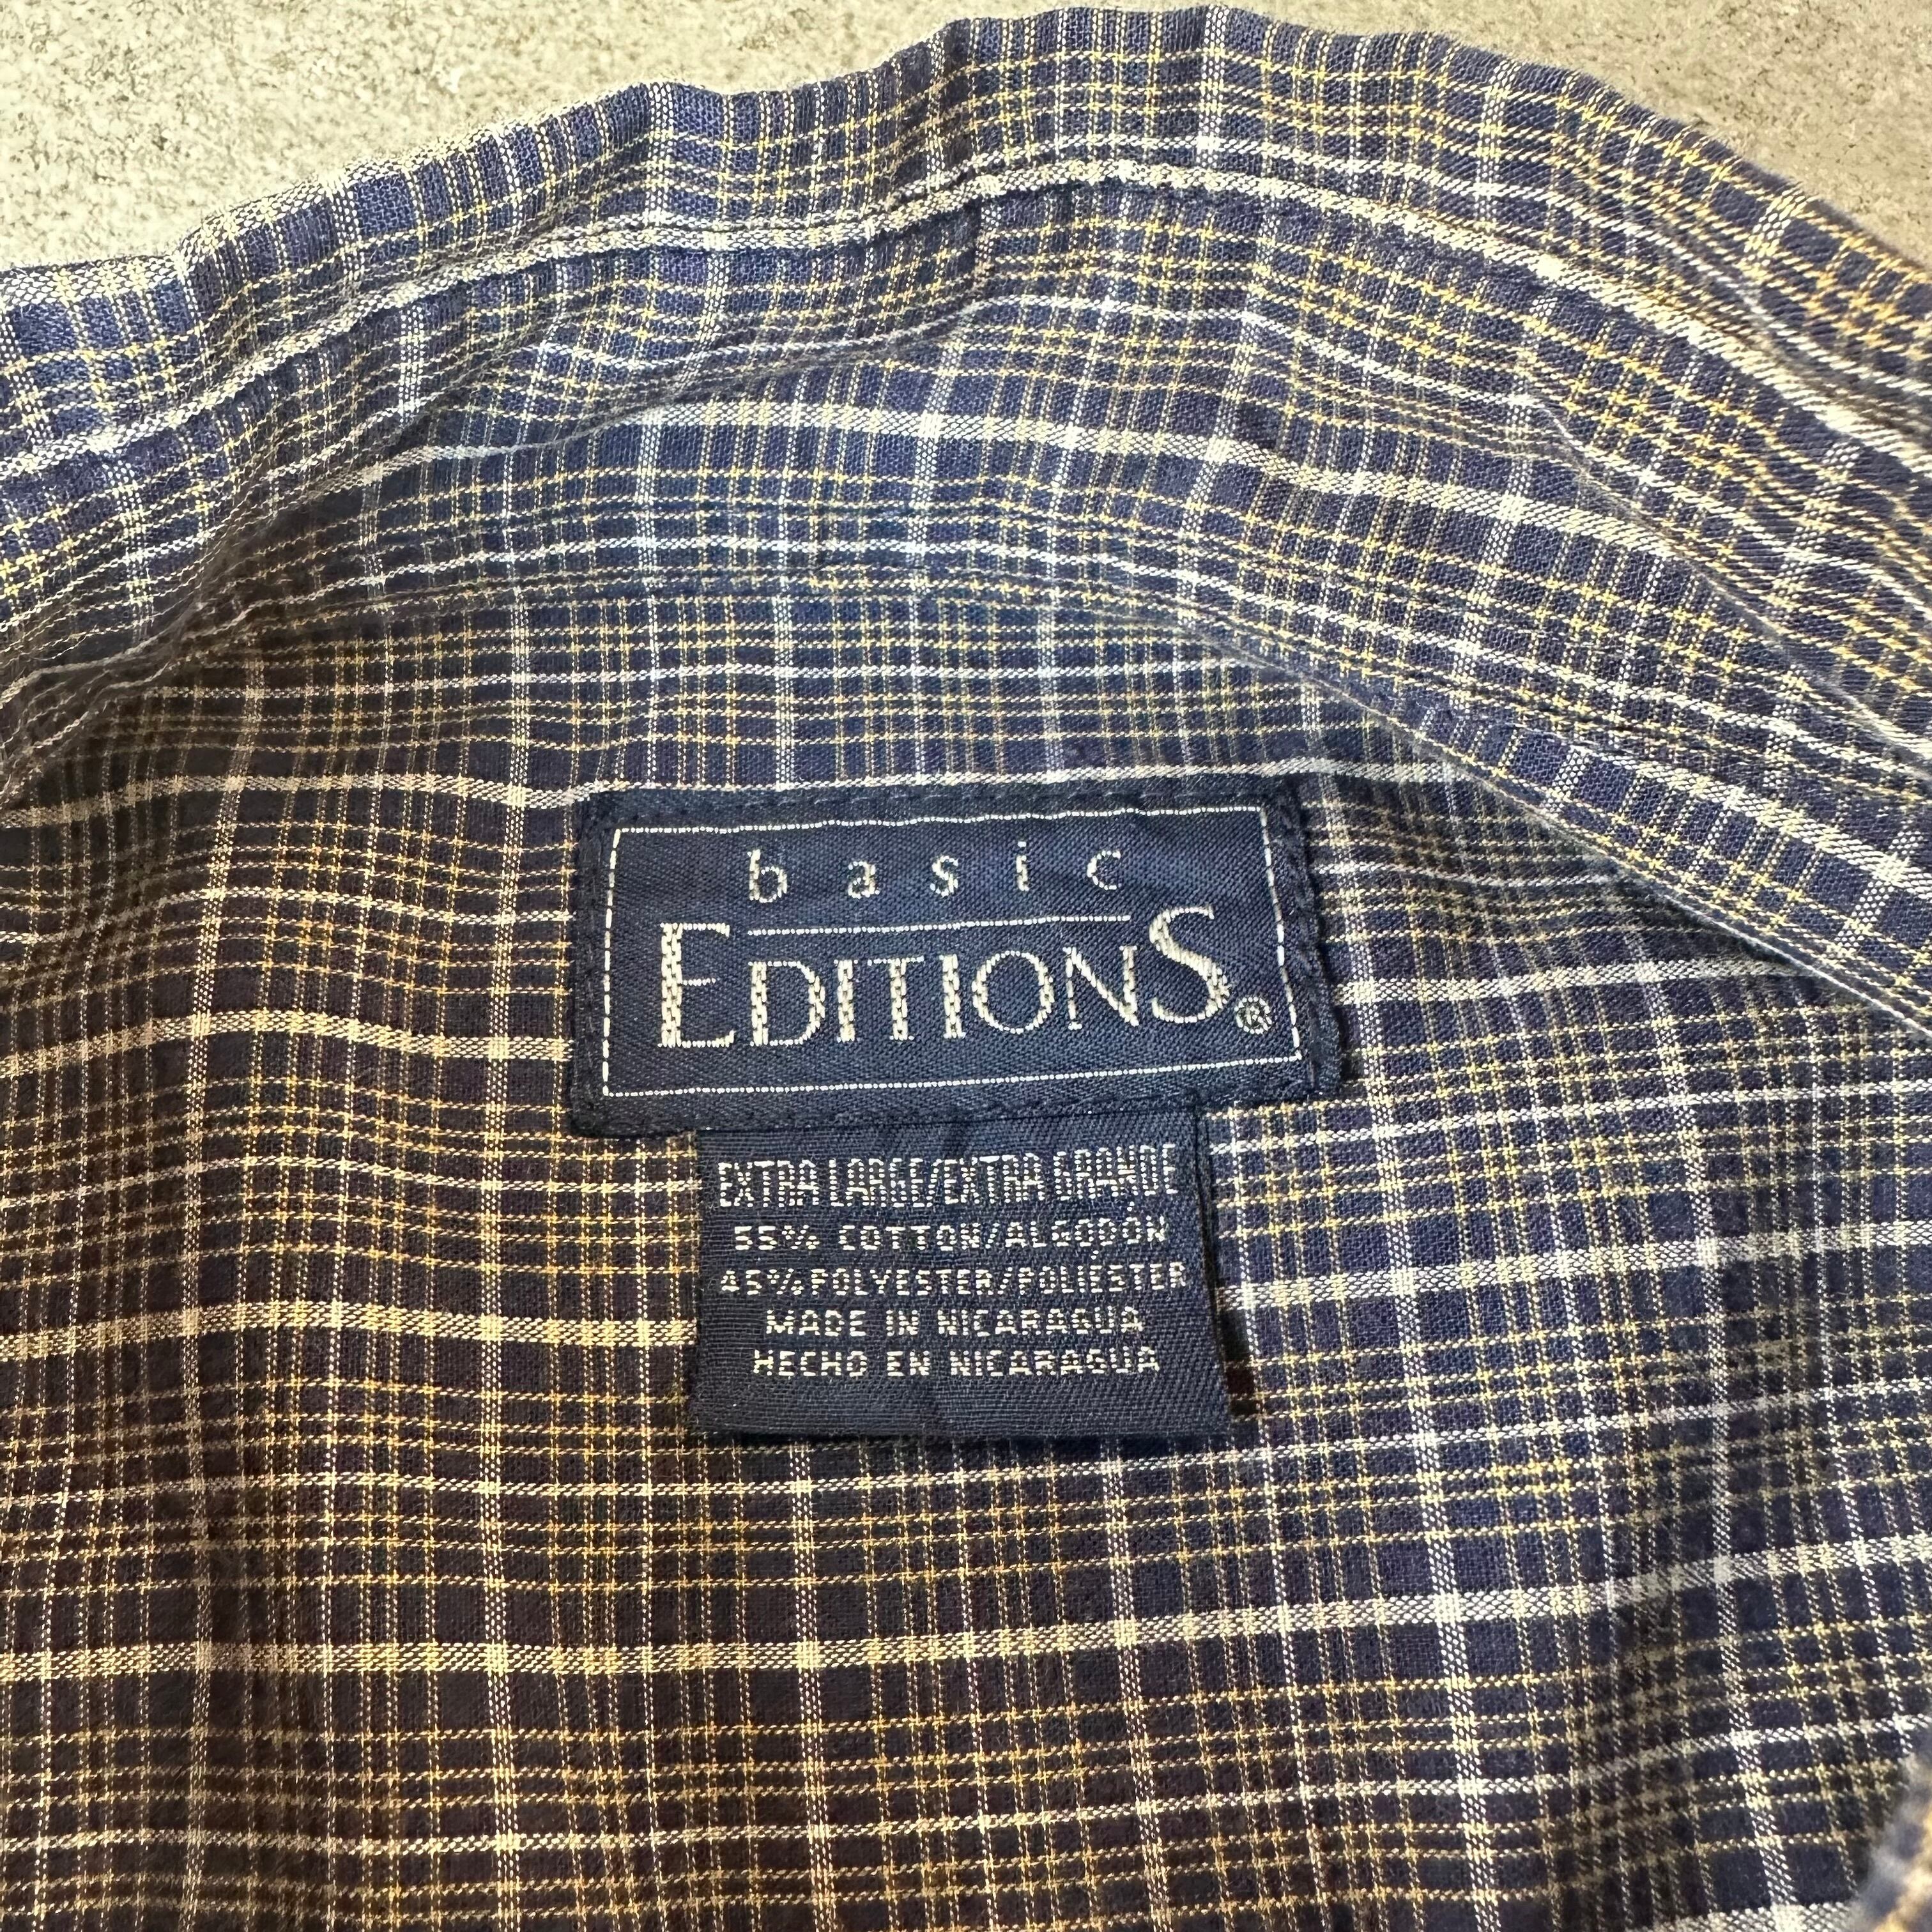 basic
EDITIONS®
EXTRA LARGE/EXTRA GRANDE
55% COTTON/ALGODÓN
45% POLYESTER/POLIÉSTER
MADE IN NICARAGUA
HECHO EN NICARAGUA